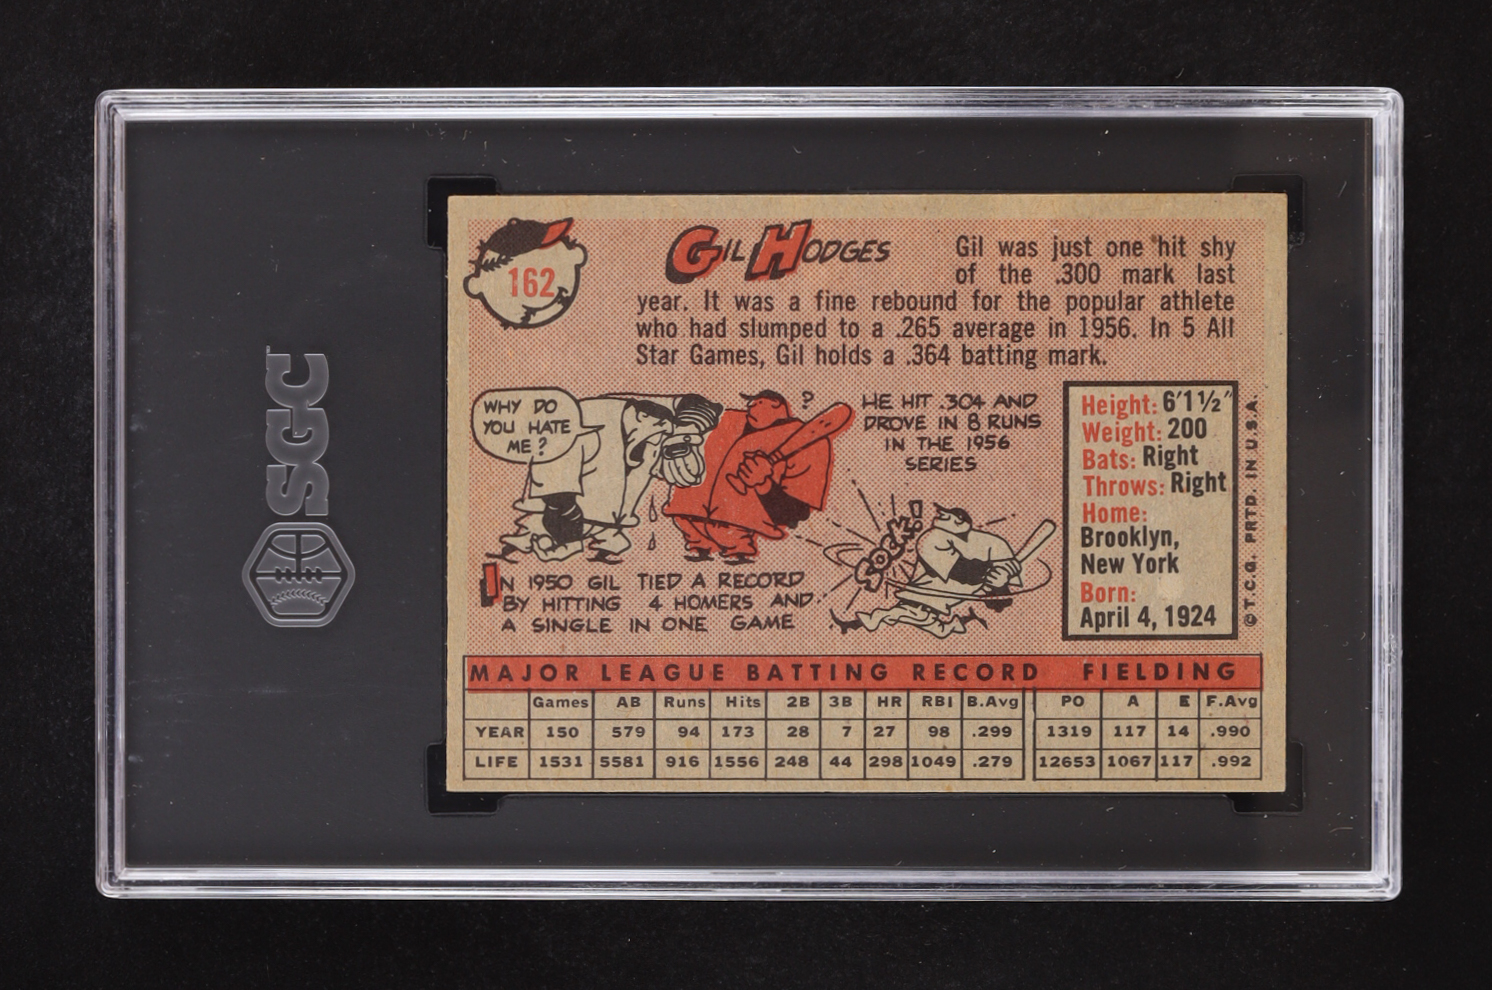 SGC
162
Gil Hodges
Gil was just one hit shy
of the .300 mark last
year. It was a fine rebound for the popular athlete
who had slumped to a .265 average in 1956. In 5 All
Star Games, Gil holds a .364 batting mark.
WHY DO
YOU HATE
ME?
?
HE HIT .304 AND
DROVE IN 8 RUNS
IN THE 1956
SERIES
SOCK!
IN 1950 GIL TIED A RECORD
BY HITTING 4 HOMERS AND
A SINGLE IN ONE GAME
Height: 6'1½"
Weight: 200
Bats: Right
Throws: Right
Home:
Brooklyn,
New York
Born:
April 4, 1924
© T.C.G. PRTD. IN U.S.A.
MAJOR LEAGUE BATTING RECORD FIELDING
Games AB Runs Hits 2B 3B HR RBI B.Avg PO A E F.Avg
YEAR 150 579 94 173 28 7 27 98 .299 1319 117 14 .990
LIFE 1531 5581 916 1556 248 44 298 1049 .279 12653 1067 117 .992